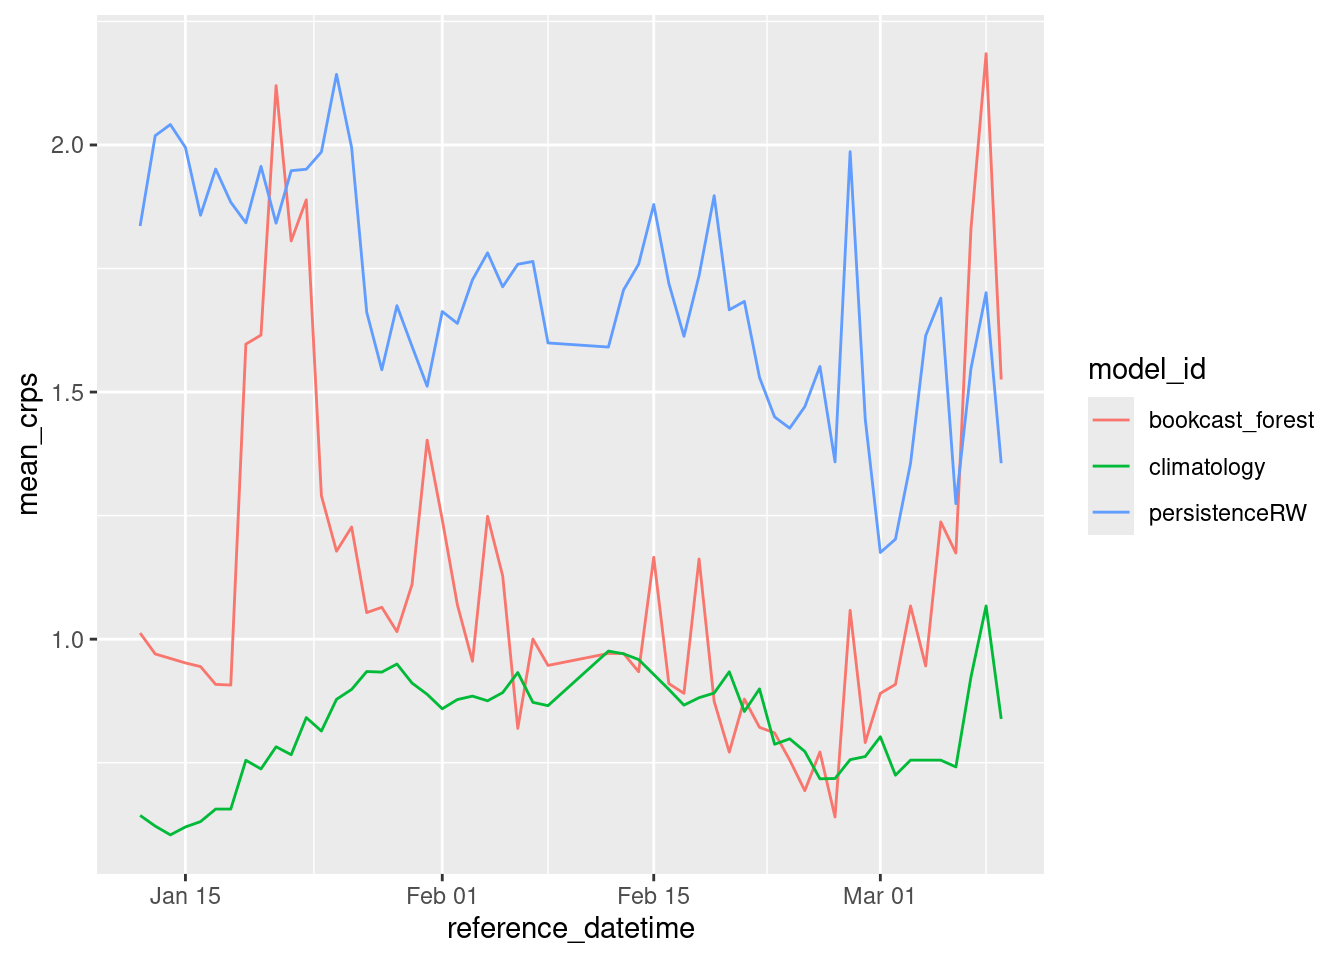 2.0
1.5
1.0
mean_crps
Jan 15
Feb 01
Feb 15
Mar 01
reference_datetime
model_id
bookcast_forest
climatology
persistenceRW